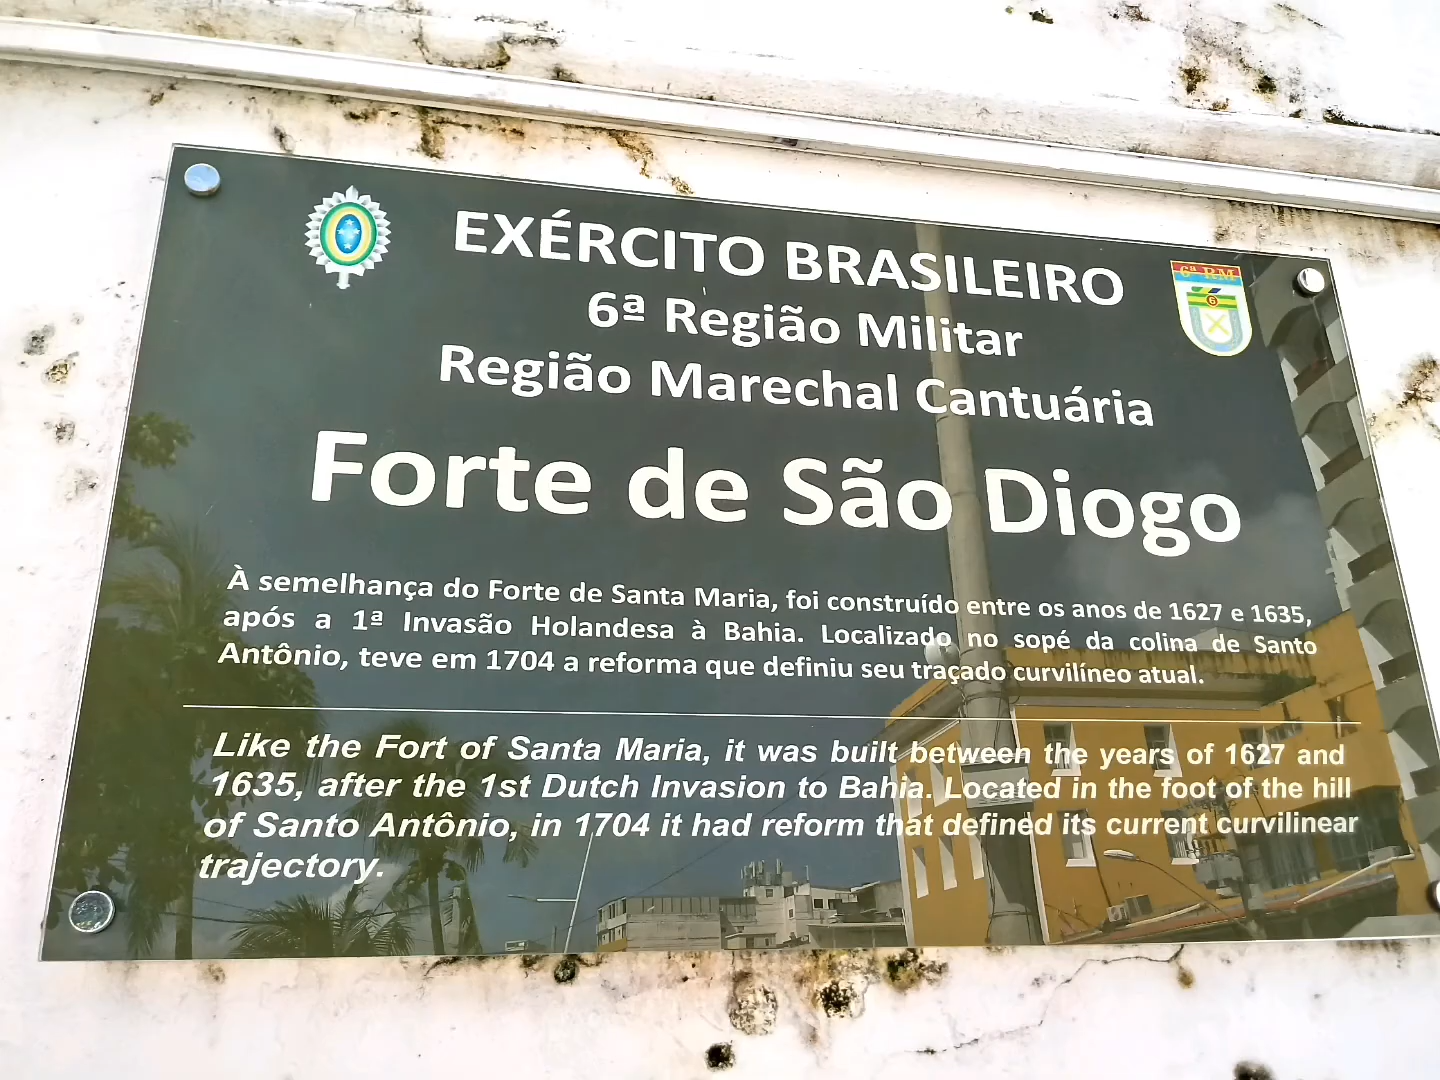 EXÉRCITO BRASILEIRO
6ª RM
6
6ª Região Militar
Região Marechal Cantuária
Forte de São Diogo
À semelhança do Forte de Santa Maria, foi construído entre os anos de 1627 e 1635,
após a 1ª Invasão Holandesa à Bahia. Localizado no sopé da colina de Santo
Antônio, teve em 1704 a reforma que definiu seu traçado curvilíneo atual.
Like the Fort of Santa Maria, it was built between the years of 1627 and
1635, after the 1st Dutch Invasion to Bahia. Located in the foot of the hill
of Santo Antônio, in 1704 it had reform that defined its current curvilinear
trajectory.